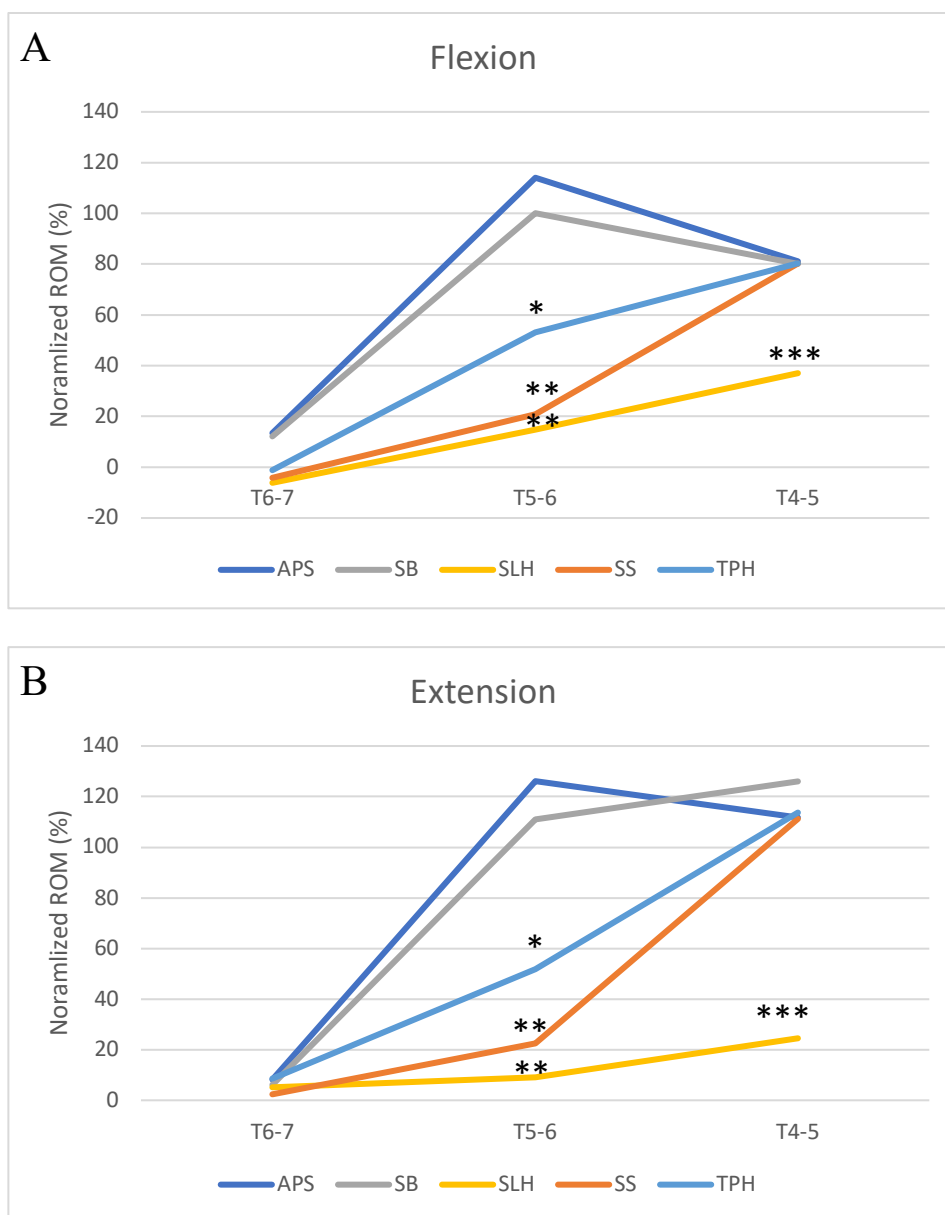 A
Flexion
Noramlized ROM (%)
140
120
100
80
60
40
20
0
-20
*
**
**
***
T6-7 T5-6 T4-5
APS SB SLH SS TPH
B
Extension
Noramlized ROM (%)
140
120
100
80
60
40
20
0
*
**
**
***
T6-7 T5-6 T4-5
APS SB SLH SS TPH